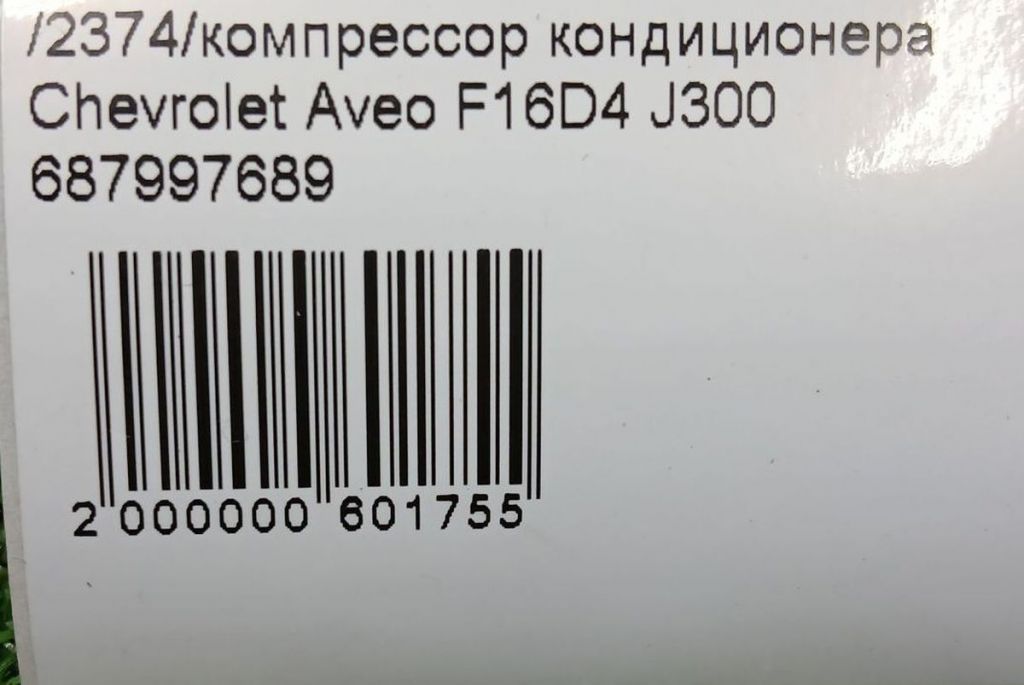 /2374/компрессор кондиционера
Chevrolet Aveo F16D4 J300
687997689
2 000000 601755